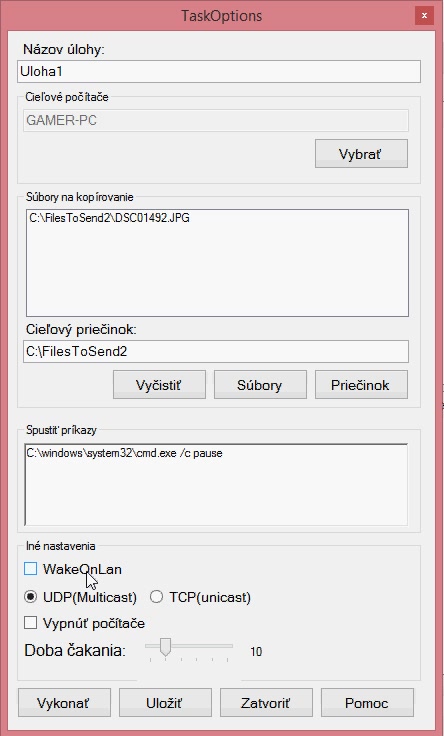 TaskOptions
x
Názov úlohy:
Uloha1
Cieľové počítače
GAMER-PC
Vybrať
Súbory na kopírovanie
C:\FilesToSend2\DSC01492.JPG
Cieľový priečinok:
C:\FilesToSend2
Vyčistiť Súbory Priečinok
Spustiť príkazy
C:\windows\system32\cmd.exe /c pause
Iné nastavenia
WakeOnLan
UDP(Multicast) TCP(unicast)
Vypnúť počítače
Doba čakania: 10
Vykonať Uložiť Zatvoriť Pomoc